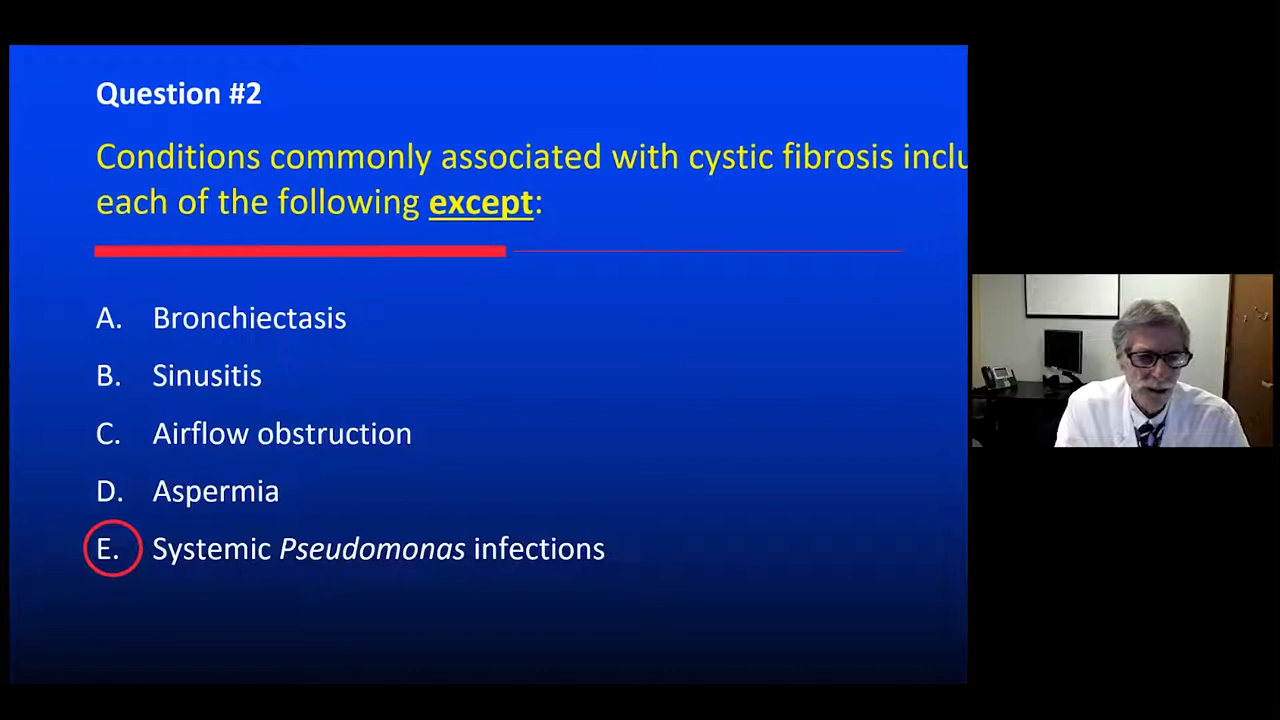 Question #2
Conditions commonly associated with cystic fibrosis inclu
each of the following except:
A. Bronchiectasis
B. Sinusitis
C. Airflow obstruction
D. Aspermia
E. Systemic Pseudomonas infections